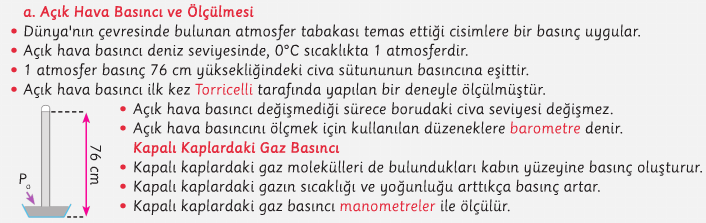 a. Açık Hava Basıncı ve Ölçülmesi
• Dünya'nın çevresinde bulunan atmosfer tabakası temas ettiği cisimlere bir basınç uygular.
• Açık hava basıncı deniz seviyesinde, 0°C sıcaklıkta 1 atmosferdir.
• 1 atmosfer basınç 76 cm yüksekliğindeki civa sütununun basıncına eşittir.
• Açık hava basıncı ilk kez Torricelli tarafında yapılan bir deneyle ölçülmüştür.
• Açık hava basıncı değişmediği sürece borudaki civa seviyesi değişmez.
• Açık hava basıncını ölçmek için kullanılan düzeneklere barometre denir.
Kapalı Kaplardaki Gaz Basıncı
• Kapalı kaplardaki gaz molekülleri de bulundukları kabın yüzeyine basınç oluşturur.
• Kapalı kaplardaki gazın sıcaklığı ve yoğunluğu arttıkça basınç artar.
• Kapalı kaplardaki gaz basıncı manometreler ile ölçülür.
76 cm
Po